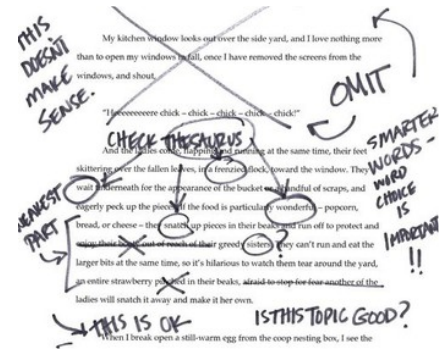 THIS
DOESN'T
MAKE
SENSE.
My kitchen window looks out over the side yard, and I love nothing more
than to open my windows in fall, once I have removed the screens from the
windows, and shout,
OMIT
chick – chick – chick – chick – chick!"
CHECK THESAURUS
And the ladies come, flapping and running at the same time, their feet
skittering over the fallen leaves, in a frenzied flock, toward the window. They
wait underneath for the appearance of the bucket or handful of scraps, and
eagerly peck up the pieces. If the food is particularly wonderful – popcorn,
bread, or cheese – they snatch up pieces in their beaks and run off to protect and
enjoy their booty out of reach of their greedy sisters. They can't run and eat the
larger bits at the same time, so it's hilarious to watch them tear around the yard,
an entire strawberry in their beaks, afraid to stop for fear another of the
ladies will snatch it away and make it her own.
SMARTER
WORDS –
WORD
CHOICE
IS
IMPORTANT
!!
WEAKEST
PART
?
THIS IS OK
IS THIS TOPIC GOOD?
When I break open a still-warm egg from the coop nesting box, I see the